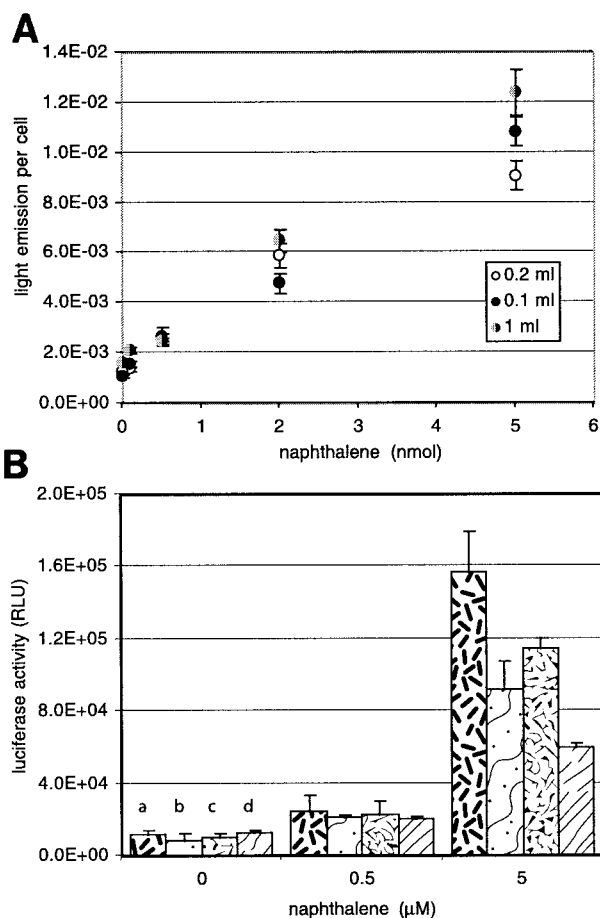 A
1.4E-02
1.2E-02
1.0E-02
8.0E-03
6.0E-03
4.0E-03
2.0E-03
0.0E+00
light emission per cell
0.2 ml
0.1 ml
1 ml
0 1 2 3 4 5 6
naphthalene (nmol)
B
2.0E+05
1.6E+05
1.2E+05
8.0E+04
4.0E+04
0.0E+00
luciferase activity (RLU)
a b c d
0 0.5 5
naphthalene (μM)